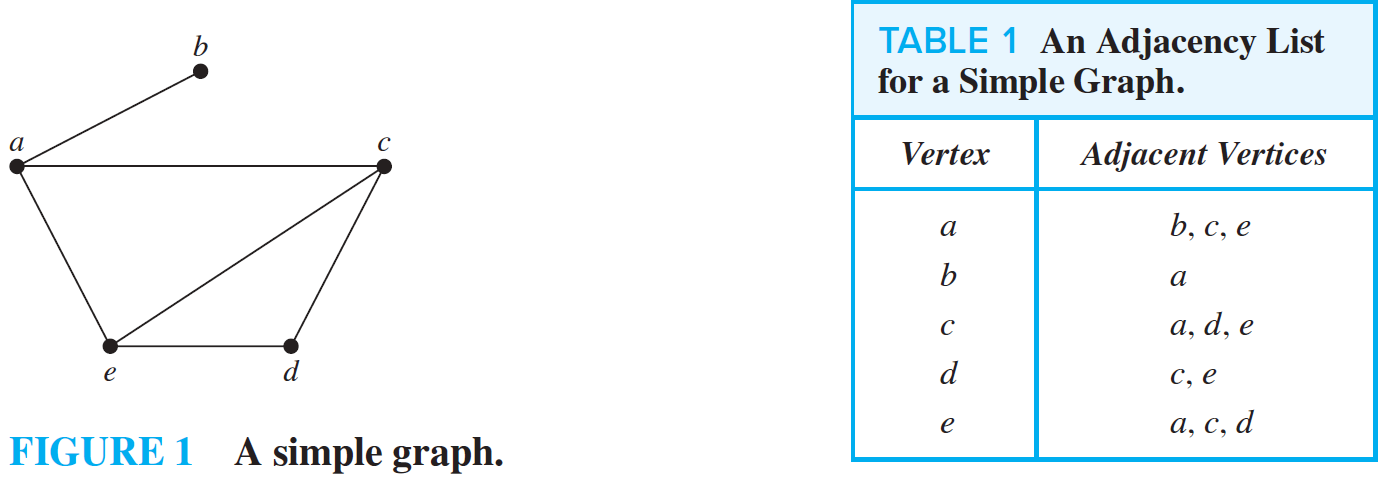 b
a
c
e
d
FIGURE 1 A simple graph.
TABLE 1 An Adjacency List
for a Simple Graph.
Vertex Adjacent Vertices
a b, c, e
b a
c a, d, e
d c, e
e a, c, d